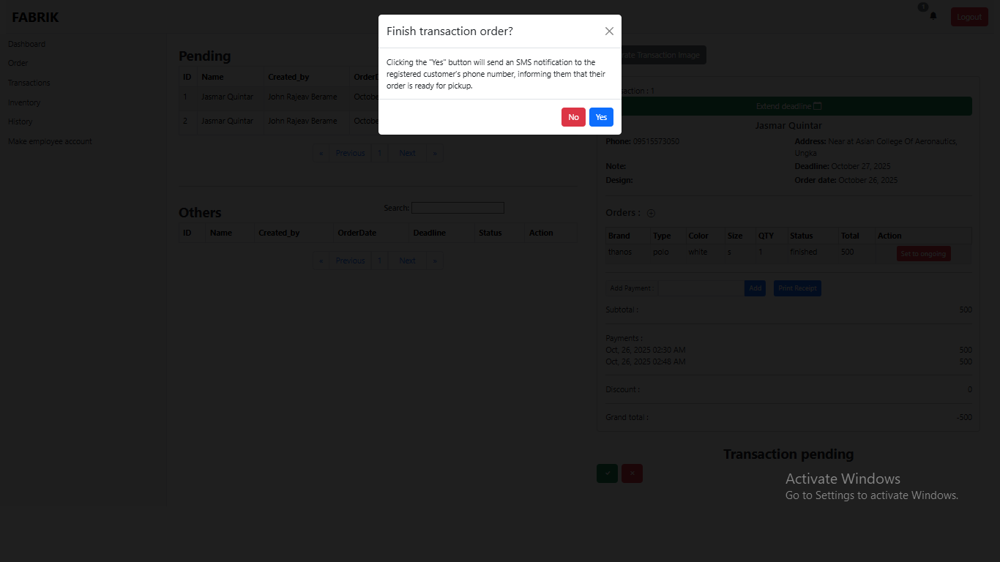 FABRIK
1
Logout
Dashboard
Order
Transactions
Inventory
History
Make employee account
Finish transaction order?
Clicking the "Yes" button will send an SMS notification to the
registered customer's phone number, informing them that their
order is ready for pickup.
No Yes
Pending
ID Name Created_by
1 Jasmar Quintar John Rajeav Berame
2 Jasmar Quintar John Rajeav Berame
« Previous 1 Next »
Others
Search:
ID Name Created_by OrderDate Deadline Status Action
« Previous 1 Next »
Transaction image
: 1
Extend deadline
Jasmar Quintar
Phone: 09515573050
Address: Near at Asian College Of Aeronautics,
Ungka
Note:
Deadline: October 27, 2025
Design:
Order date: October 26, 2025
Orders :
Brand Type Color Size QTY Status Total Action
thanos polo white s 1 finished 500 Set to ongoing
Add Payment : Add Print Receipt
Subtotal : 500
Payments :
Oct, 26, 2025 02:30 AM 500
Oct, 26, 2025 02:48 AM 500
Discount : 0
Grand total : -500
Transaction pending
Activate Windows
Go to Settings to activate Windows.